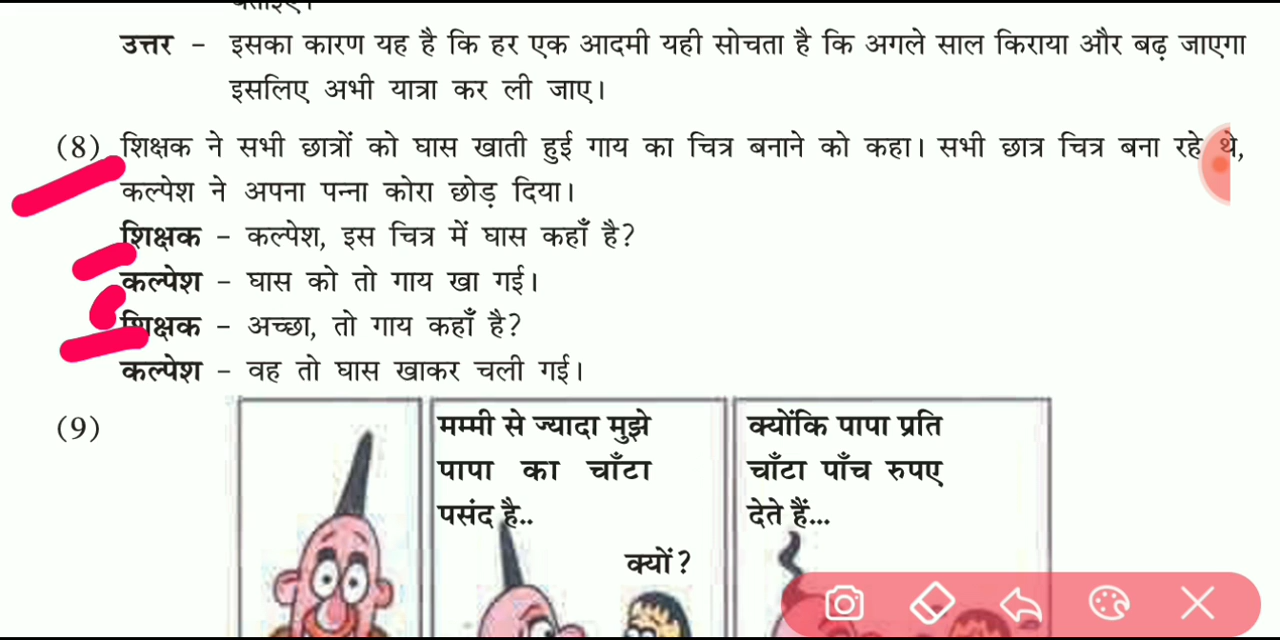 उत्तर – इसका कारण यह है कि हर एक आदमी यही सोचता है कि अगले साल किराया और बढ़ जाएगा
इसलिए अभी यात्रा कर ली जाए।
(8) शिक्षक ने सभी छात्रों को घास खाती हुई गाय का चित्र बनाने को कहा। सभी छात्र चित्र बना रहे थे,
कल्पेश ने अपना पन्ना कोरा छोड़ दिया।
शिक्षक – कल्पेश, इस चित्र में घास कहाँ है?
कल्पेश – घास को तो गाय खा गई।
शिक्षक – अच्छा, तो गाय कहाँ है?
कल्पेश – वह तो घास खाकर चली गई।
(9)
मम्मी से ज्यादा मुझे
पापा का चाँटा
पसंद है..
क्यों?
क्योंकि पापा प्रति
चाँटा पाँच रुपए
देते हैं...